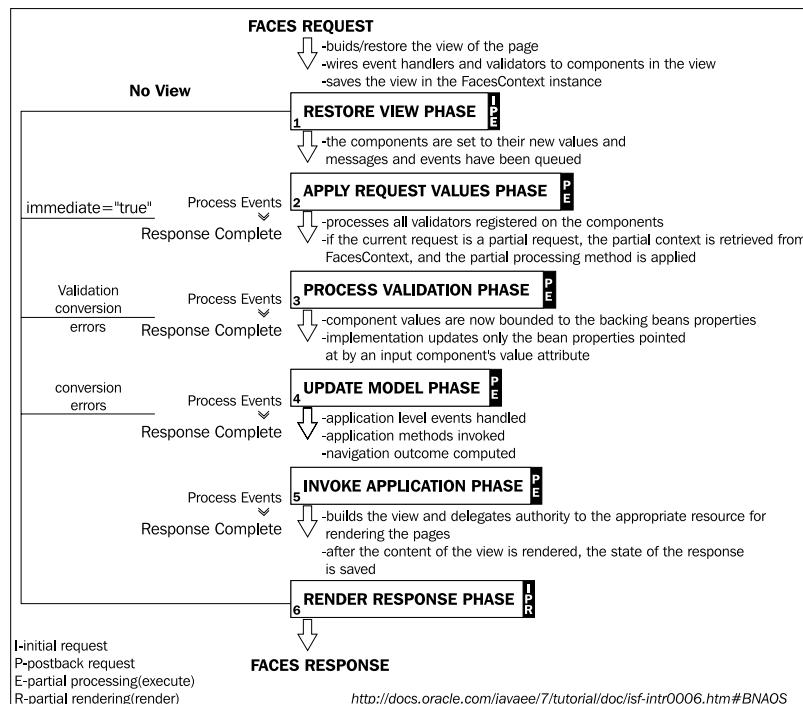 FACES REQUEST
-buids/restore the view of the page
-wires event handlers and validators to components in the view
-saves the view in the FacesContext instance
No View
1 RESTORE VIEW PHASE IPE
-the components are set to their new values and
messages and events have been queued
immediate="true"
Process Events
Response Complete
2 APPLY REQUEST VALUES PHASE PE
-processes all validators registered on the components
-if the current request is a partial request, the partial context is retrieved from
FacesContext, and the partial processing method is applied
Validation
conversion
errors
Process Events
Response Complete
3 PROCESS VALIDATION PHASE PE
-component values are now bounded to the backing beans properties
-implementation updates only the bean properties pointed
at by an input component's value attribute
conversion
errors
Process Events
Response Complete
4 UPDATE MODEL PHASE PE
-application level events handled
-application methods invoked
-navigation outcome computed
Process Events
Response Complete
5 INVOKE APPLICATION PHASE PE
-builds the view and delegates authority to the appropriate resource for
rendering the pages
-after the content of the view is rendered, the state of the response
is saved
6 RENDER RESPONSE PHASE IPR
FACES RESPONSE
I-initial request
P-postback request
E-partial processing(execute)
R-partial rendering(render)
http://docs.oracle.com/javaee/7/tutorial/doc/jsf-intr0006.htm#BNAQS